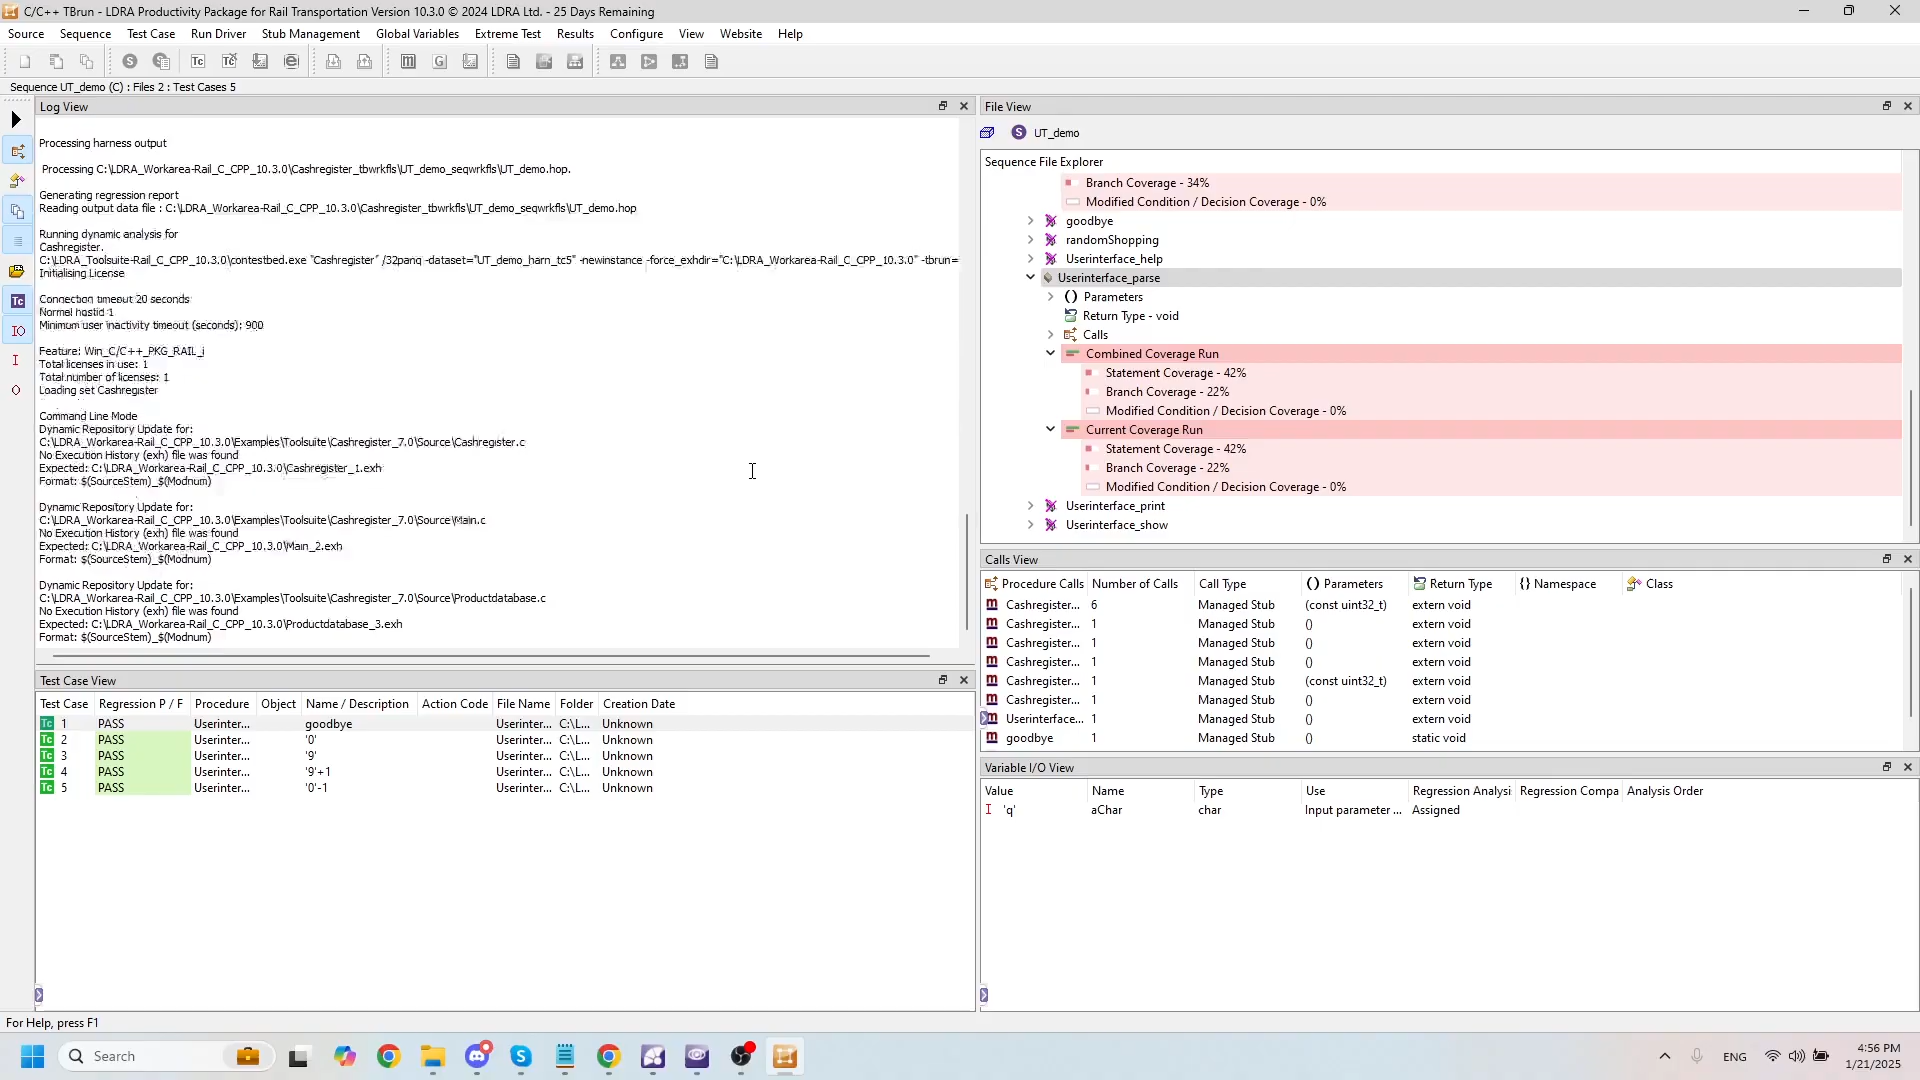 C/C++ TBrun - LDRA Productivity Package for Rail Transportation Version 10.3.0 © 2024 LDRA Ltd. - 25 Days Remaining
Source Sequence Test Case Run Driver Stub Management Global Variables Extreme Test Results Configure View Website Help
Sequence UT_demo (C) : Files 2 : Test Cases 5
Log View
Processing harness output
Processing C:\LDRA_Workarea-Rail_C_CPP_10.3.0\Cashregister_tbwrkfls\UT_demo_seqwrkfls\UT_demo.hop.
Generating regression report
Reading output data file : C:\LDRA_Workarea-Rail_C_CPP_10.3.0\Cashregister_tbwrkfls\UT_demo_seqwrkfls\UT_demo.hop
Running dynamic analysis for
Cashregister.
C:\LDRA_Toolsuite-Rail_C_CPP_10.3.0\contestbed.exe "Cashregister" /32panq -dataset="UT_demo_harn_tc5" -newinstance -force_exhdir="C:\LDRA_Workarea-Rail_C_CPP_10.3.0" -tbrun=
Initialising License
Connection timeout 20 seconds
Normal hostid 1
Minimum user inactivity timeout (seconds): 900
Feature: Win_C/C++_PKG_RAIL_i
Total licenses in use: 1
Total number of licenses: 1
Loading set Cashregister
Command Line Mode
Dynamic Repository Update for:
C:\LDRA_Workarea-Rail_C_CPP_10.3.0\Examples\Toolsuite\Cashregister_7.0\Source\Cashregister.c
No Execution History (exh) file was found
Expected: C:\LDRA_Workarea-Rail_C_CPP_10.3.0\Cashregister_1.exh
Format: $(SourceStem)_$(Modnum)
Dynamic Repository Update for:
C:\LDRA_Workarea-Rail_C_CPP_10.3.0\Examples\Toolsuite\Cashregister_7.0\Source\Main.c
No Execution History (exh) file was found
Expected: C:\LDRA_Workarea-Rail_C_CPP_10.3.0\Main_2.exh
Format: $(SourceStem)_$(Modnum)
Dynamic Repository Update for:
C:\LDRA_Workarea-Rail_C_CPP_10.3.0\Examples\Toolsuite\Cashregister_7.0\Source\Productdatabase.c
No Execution History (exh) file was found
Expected: C:\LDRA_Workarea-Rail_C_CPP_10.3.0\Productdatabase_3.exh
Format: $(SourceStem)_$(Modnum)
Test Case View
Test Case Regression P / F Procedure Object Name / Description Action Code File Name Folder Creation Date
Tc 1 PASS Userinter... goodbye Userinter... C:\L... Unknown
Tc 2 PASS Userinter... '0' Userinter... C:\L... Unknown
Tc 3 PASS Userinter... '9' Userinter... C:\L... Unknown
Tc 4 PASS Userinter... '9'+1 Userinter... C:\L... Unknown
Tc 5 PASS Userinter... '0'-1 Userinter... C:\L... Unknown
File View
S UT_demo
Sequence File Explorer
Branch Coverage - 34%
Modified Condition / Decision Coverage - 0%
goodbye
randomShopping
Userinterface_help
Userinterface_parse
() Parameters
Return Type - void
Calls
Combined Coverage Run
Statement Coverage - 42%
Branch Coverage - 22%
Modified Condition / Decision Coverage - 0%
Current Coverage Run
Statement Coverage - 42%
Branch Coverage - 22%
Modified Condition / Decision Coverage - 0%
Userinterface_print
Userinterface_show
Calls View
Procedure Calls Number of Calls Call Type () Parameters Return Type {} Namespace Class
m Cashregister... 6 Managed Stub (const uint32_t) extern void
m Cashregister... 1 Managed Stub () extern void
m Cashregister... 1 Managed Stub () extern void
m Cashregister... 1 Managed Stub () extern void
m Cashregister... 1 Managed Stub (const uint32_t) extern void
m Cashregister... 1 Managed Stub () extern void
m Userinterface... 1 Managed Stub () extern void
m goodbye 1 Managed Stub () static void
Variable I/O View
Value Name Type Use Regression Analysi Regression Compa Analysis Order
I 'q' aChar char Input parameter ... Assigned
For Help, press F1
Search
ENG
4:56 PM
1/21/2025